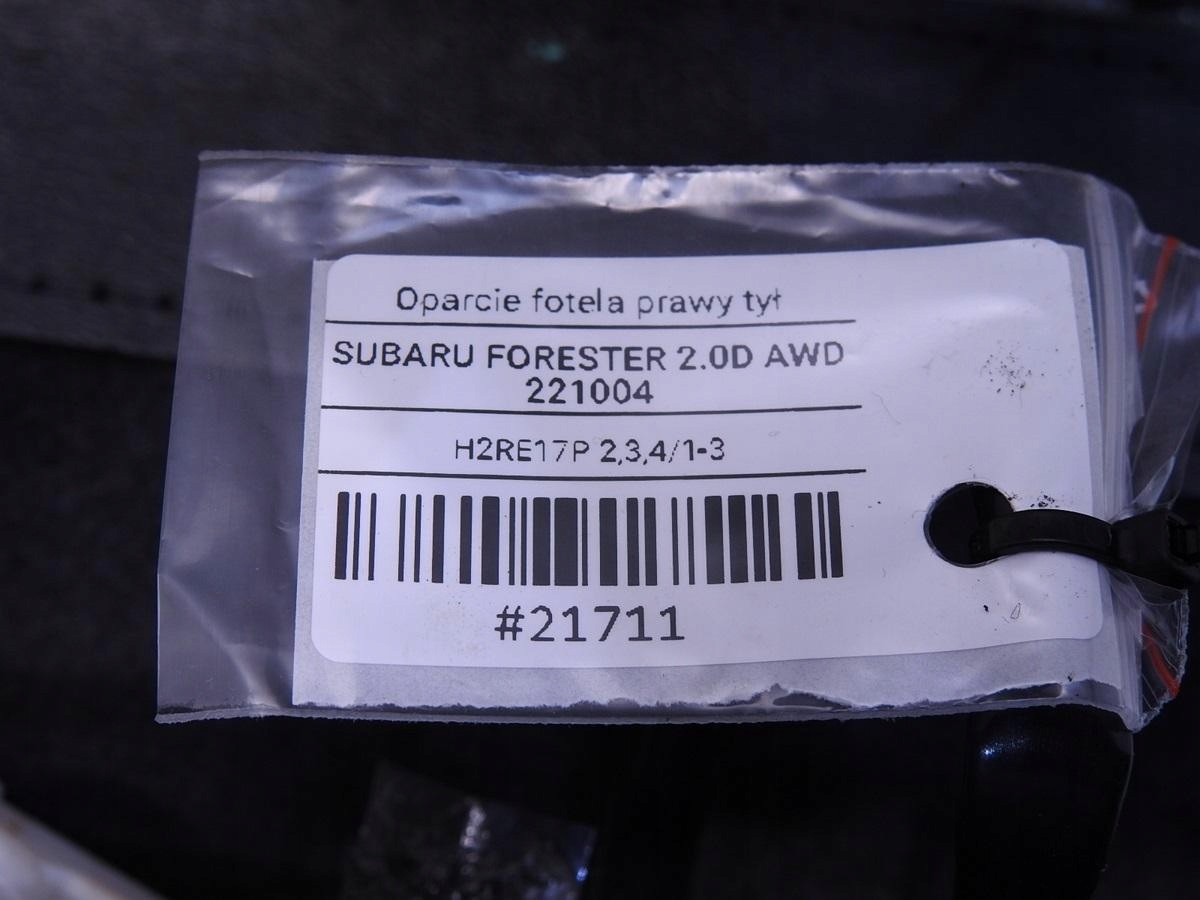 Oparcie fotela prawy tył
SUBARU FORESTER 2.0D AWD
221004
H2RE17P 2,3,4/1-3
#21711